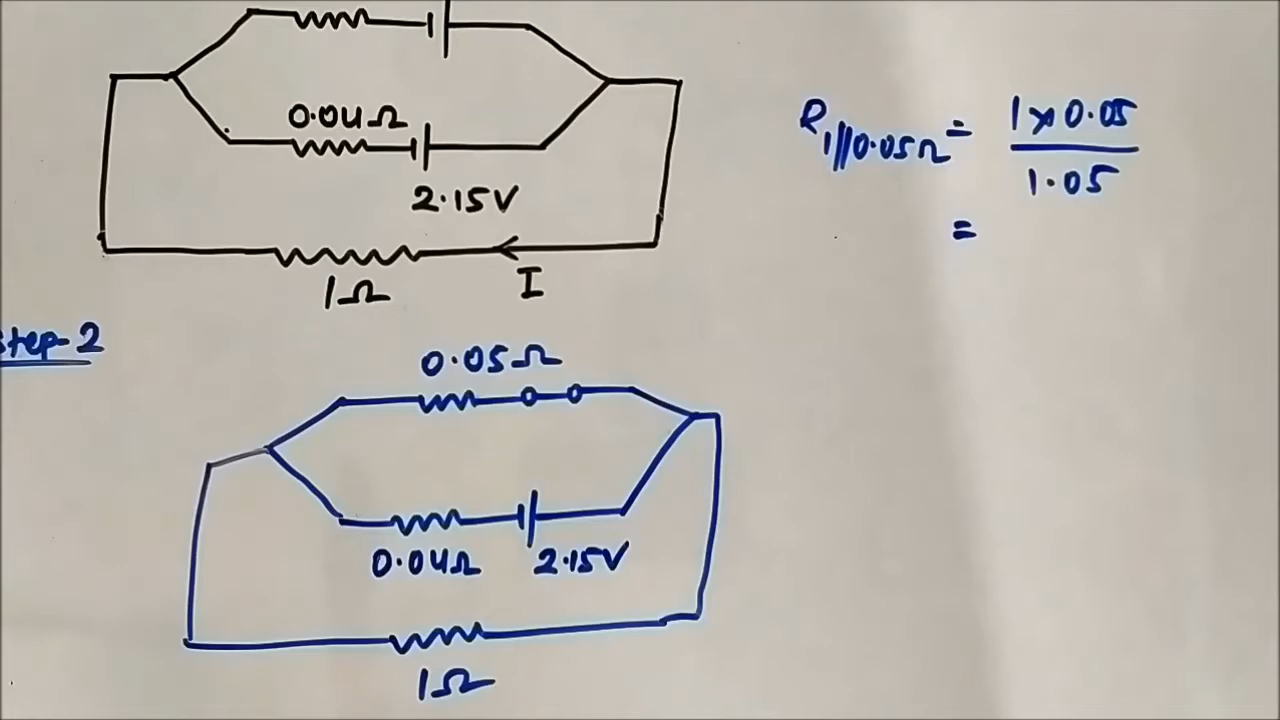 0.04Ω
2.15V
1Ω
I
R1||0.05Ω = 1×0.05
1.05
=
step-2
0.05Ω
0.04Ω
2.15V
1Ω